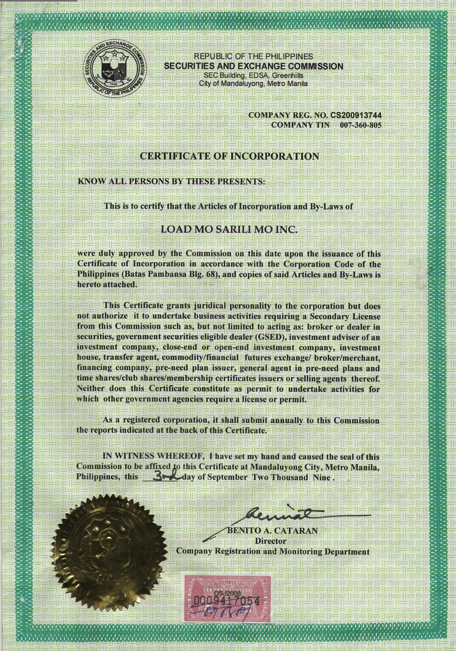 SECURITIES AND EXCHANGE COMMISSION
REPUBLIC OF THE PHILIPPINES
REPUBLIC OF THE PHILIPPINES
SECURITIES AND EXCHANGE COMMISSION
SEC Building, EDSA, Greenhills
City of Mandaluyong, Metro Manila
COMPANY REG. NO. CS200913744
COMPANY TIN 007-360-805
CERTIFICATE OF INCORPORATION
KNOW ALL PERSONS BY THESE PRESENTS:
This is to certify that the Articles of Incorporation and By-Laws of
LOAD MO SARILI MO INC.
were duly approved by the Commission on this date upon the issuance of this
Certificate of Incorporation in accordance with the Corporation Code of the
Philippines (Batas Pambansa Blg. 68), and copies of said Articles and By-Laws is
hereto attached.
This Certificate grants juridical personality to the corporation but does
not authorize it to undertake business activities requiring a Secondary License
from this Commission such as, but not limited to acting as: broker or dealer in
securities, government securities eligible dealer (GSED), investment adviser of an
investment company, close-end or open-end investment company, investment
house, transfer agent, commodity/financial futures exchange/ broker/merchant,
financing company, pre-need plan issuer, general agent in pre-need plans and
time shares/club shares/membership certificates issuers or selling agents thereof.
Neither does this Certificate constitute as permit to undertake activities for
which other government agencies require a license or permit.
As a registered corporation, it shall submit annually to this Commission
the reports indicated at the back of this Certificate.
IN WITNESS WHEREOF, I have set my hand and caused the seal of this
Commission to be affixed to this Certificate at Mandaluyong City, Metro Manila,
Philippines, this 3rd day of September Two Thousand Nine .
BENITO A. CATARAN
Director
Company Registration and Monitoring Department
0009417054